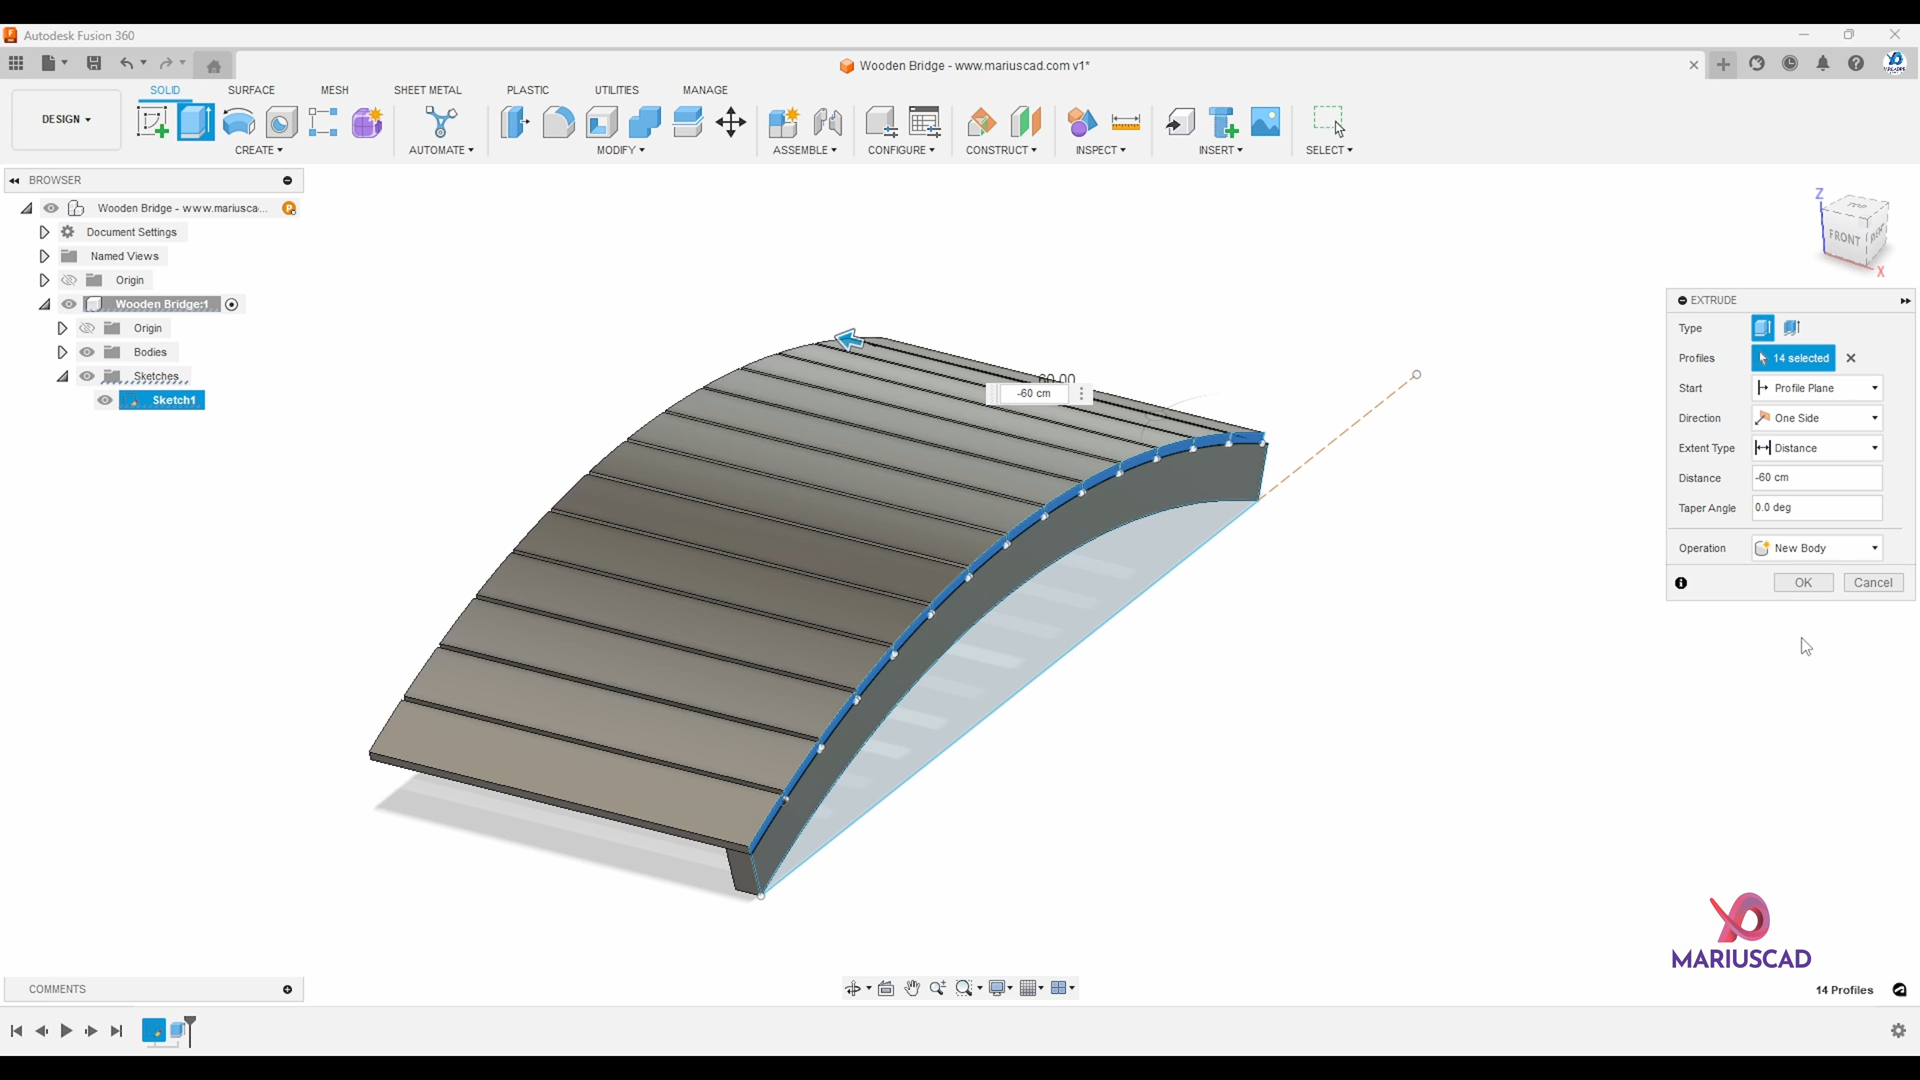 Autodesk Fusion 360
Wooden Bridge - www.mariuscad.com v1*
SOLID SURFACE MESH SHEET METAL PLASTIC UTILITIES MANAGE
DESIGN
CREATE AUTOMATE MODIFY ASSEMBLE CONFIGURE CONSTRUCT INSPECT INSERT SELECT
BROWSER
Wooden Bridge - www.mariusca...
Document Settings
Named Views
Origin
Wooden Bridge:1
Origin
Bodies
Sketches
Sketch1
Z
TOP
FRONT
X
60.00
-60 cm
EXTRUDE
Type
Profiles 14 selected
Start Profile Plane
Direction One Side
Extent Type Distance
Distance -60 cm
Taper Angle 0.0 deg
Operation New Body
OK Cancel
MARIUSCAD
COMMENTS
14 Profiles